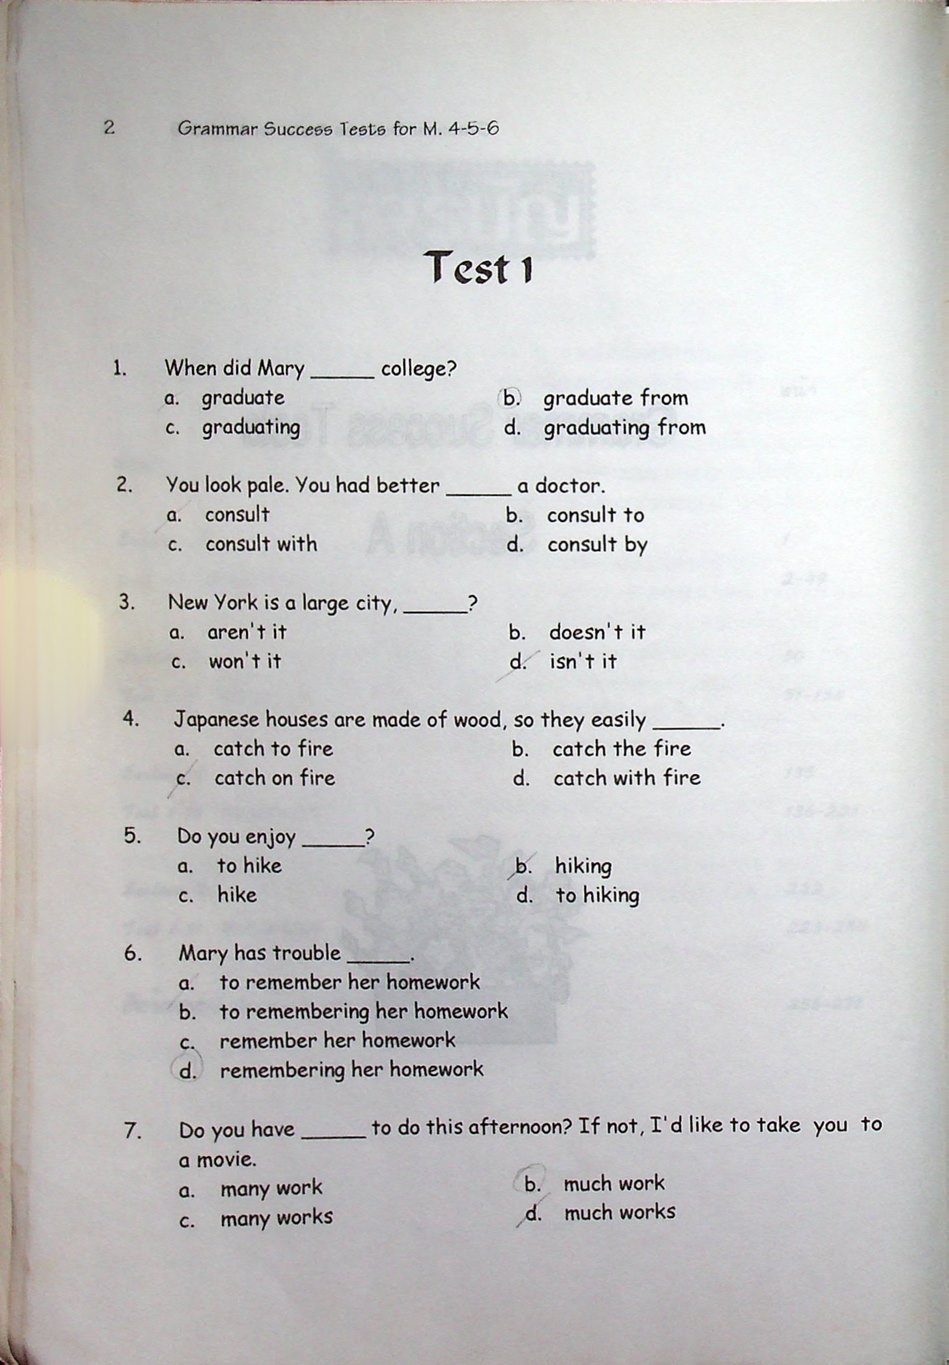 2 Grammar Success Tests for M. 4-5-6
Test 1
1. When did Mary ______ college?
a. graduate b. graduate from
c. graduating d. graduating from
2. You look pale. You had better ______ a doctor.
a. consult b. consult to
c. consult with d. consult by
3. New York is a large city, ______?
a. aren't it b. doesn't it
c. won't it d. isn't it
4. Japanese houses are made of wood, so they easily ______.
a. catch to fire b. catch the fire
c. catch on fire d. catch with fire
5. Do you enjoy ______?
a. to hike b. hiking
c. hike d. to hiking
6. Mary has trouble ______.
a. to remember her homework
b. to remembering her homework
c. remember her homework
d. remembering her homework
7. Do you have ______ to do this afternoon? If not, I'd like to take you to
a movie.
a. many work b. much work
c. many works d. much works